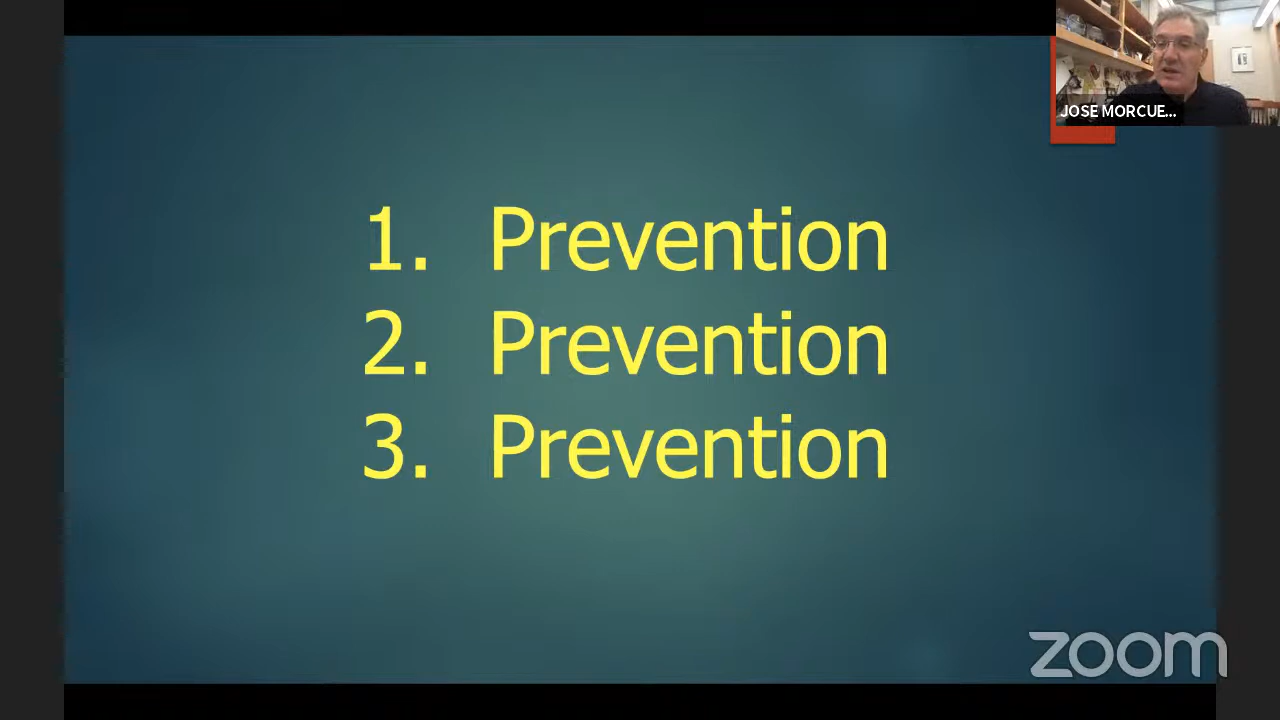 JOSE MORCUE...
1. Prevention
2. Prevention
3. Prevention
zoom